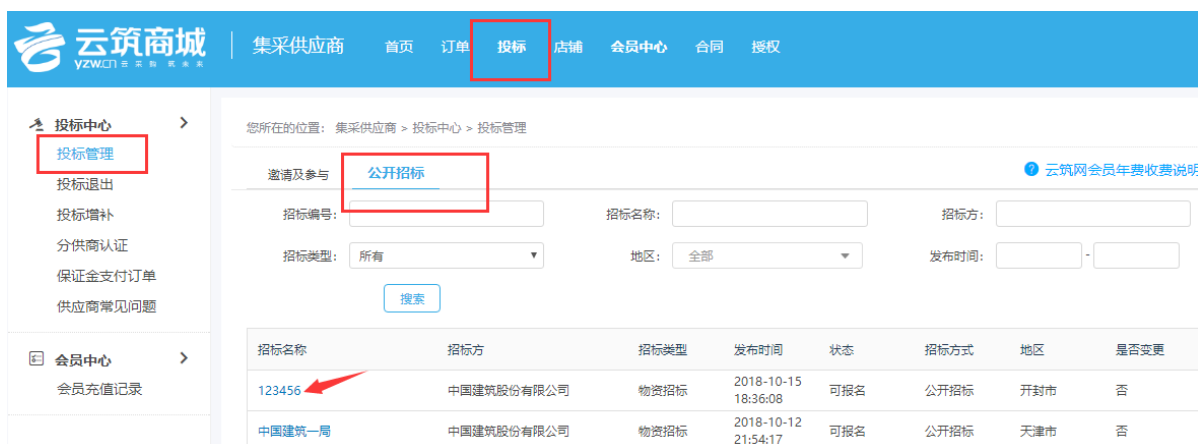 云筑商城
YZW.CN 云采购 筑未来
集采供应商 首页 订单 投标 店铺 会员中心 合同 授权
投标中心
投标管理
投标退出
投标增补
分供商认证
保证金支付订单
供应商常见问题
会员中心
会员充值记录
您所在的位置： 集采供应商 > 投标中心 > 投标管理
邀请及参与 公开招标 云筑网会员年费收费说明
招标编号： 招标名称： 招标方：
招标类型： 所有 地区： 全部 发布时间： -
搜索
招标名称 招标方 招标类型 发布时间 状态 招标方式 地区 是否变更
123456 中国建筑股份有限公司 物资招标 2018-10-15 18:36:08 可报名 公开招标 开封市 否
中国建筑一局 中国建筑股份有限公司 物资招标 2018-10-12 21:54:17 可报名 公开招标 天津市 否